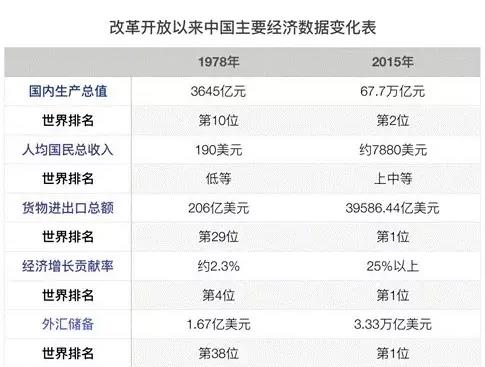 改革开放以来中国主要经济数据变化表
1978年 2015年
国内生产总值 3645亿元 67.7万亿元
世界排名 第10位 第2位
人均国民总收入 190美元 约7880美元
世界排名 低等 上中等
货物进出口总额 206亿美元 39586.44亿美元
世界排名 第29位 第1位
经济增长贡献率 约2.3% 25%以上
世界排名 第4位 第1位
外汇储备 1.67亿美元 3.33万亿美元
世界排名 第38位 第1位